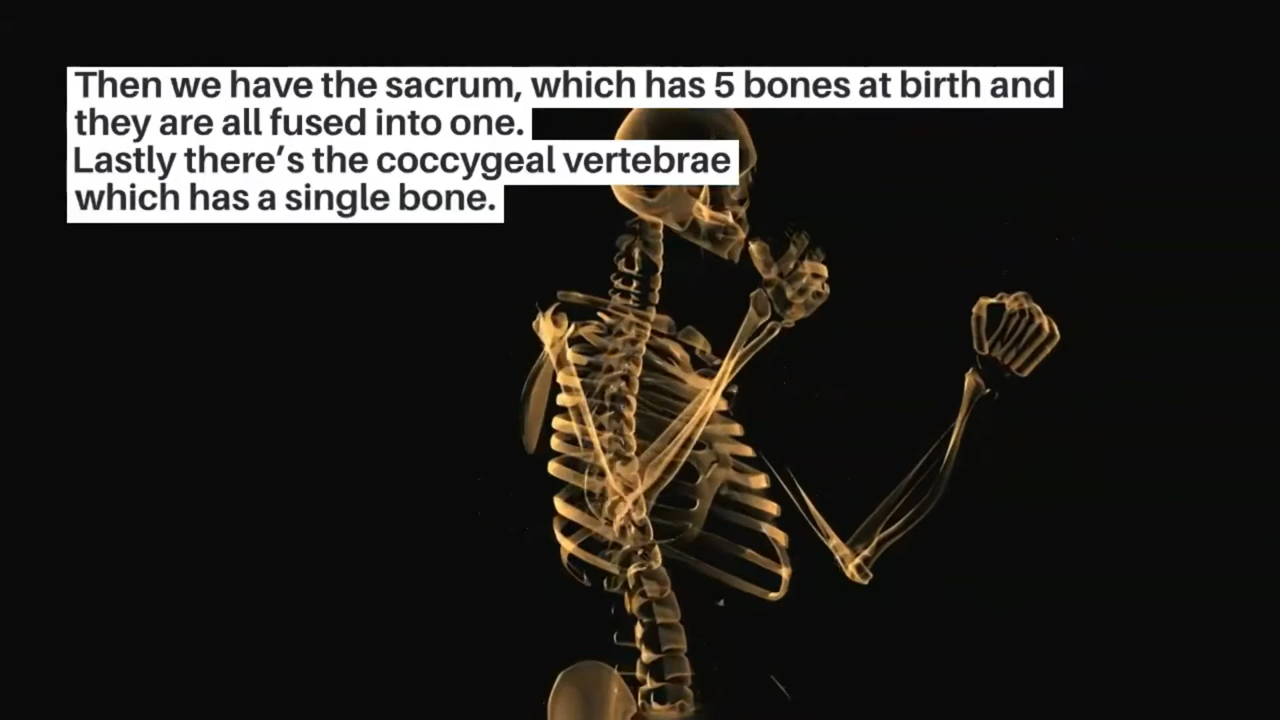 Then we have the sacrum, which has 5 bones at birth and
they are all fused into one.
Lastly there's the coccygeal vertebrae
which has a single bone.